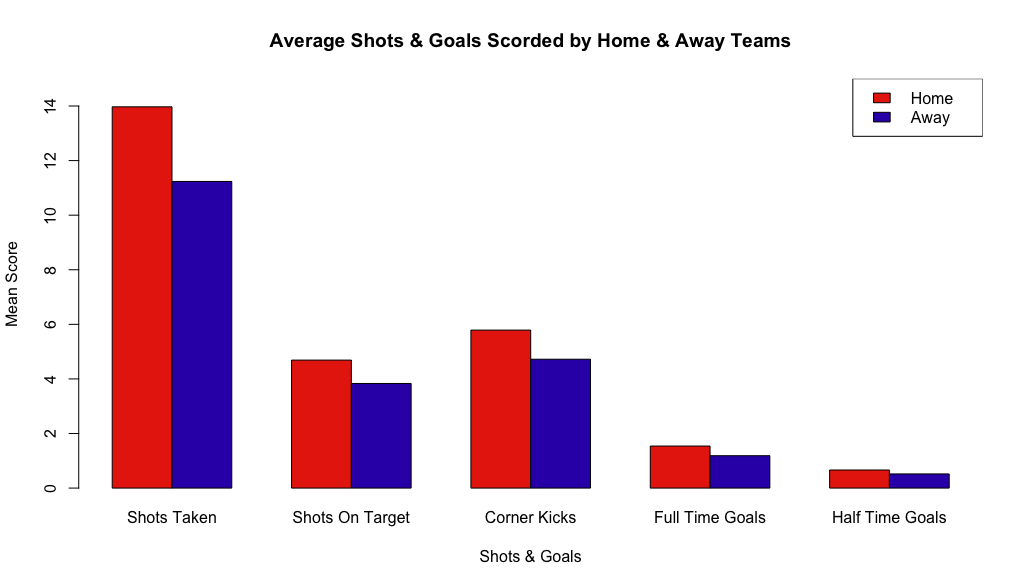 Average Shots & Goals Scorded by Home & Away Teams
Home
Away
14
12
10
8
6
4
2
0
Mean Score
Shots Taken
Shots On Target
Corner Kicks
Full Time Goals
Half Time Goals
Shots & Goals